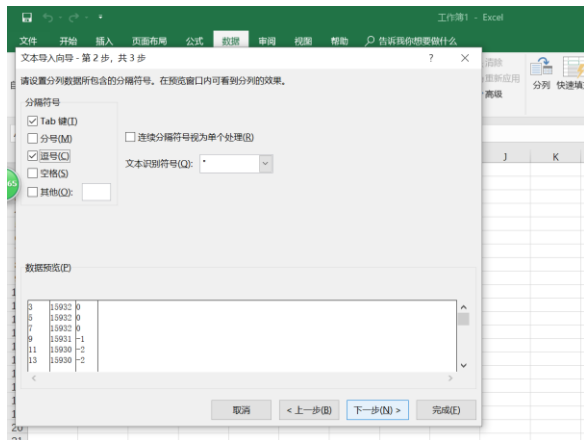 工作簿1 - Excel
文件 开始 插入 页面布局 公式 数据 审阅 视图 帮助 告诉我你想要做什么
文本导入向导 - 第 2 步，共 3 步 ? ×
请设置分列数据所包含的分隔符号。在预览窗口内可看到分列的效果。
清除
重新应用
高级
分列 快速填
分隔符号
Tab 键(T)
分号(M)
连续分隔符号视为单个处理(R)
逗号(C)
文本识别符号(Q): "
空格(S)
其他(O):
65
J K
数据预览(P)
3 15932 0
5 15932 0
7 15932 0
9 15931 -1
11 15930 -2
13 15930 -2
取消 < 上一步(B) 下一步(N) > 完成(F)
20
21